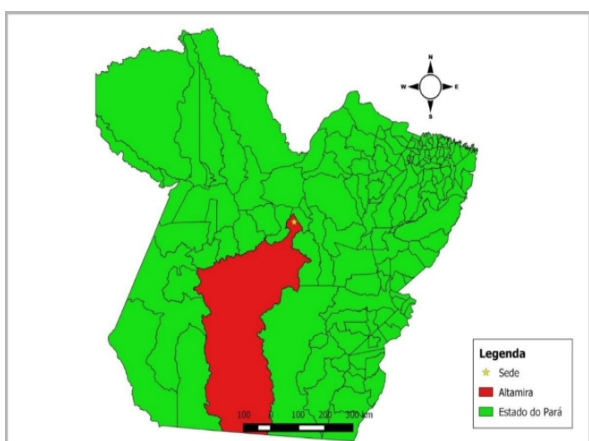 N
W E
S
Legenda
Sede
Altamira
Estado do Pará
100 0 100 200 300 km